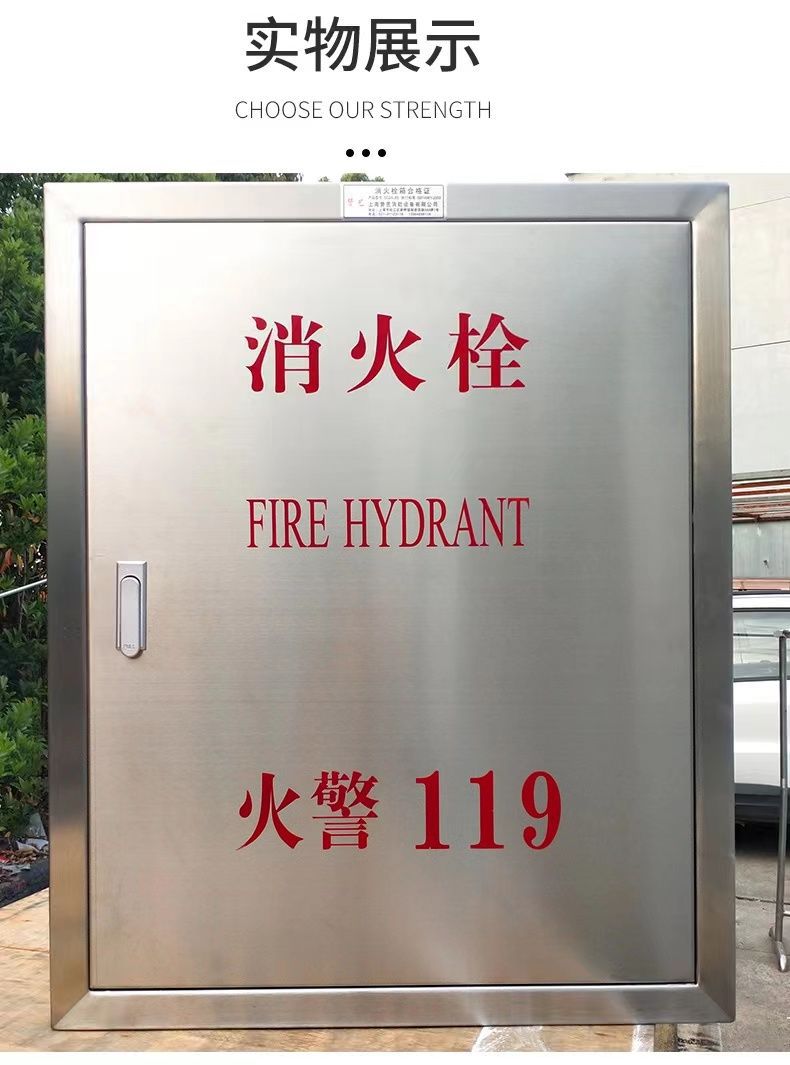 实物展示
CHOOSE OUR STRENGTH
消火栓箱合格证
消火栓
FIRE HYDRANT
火警 119